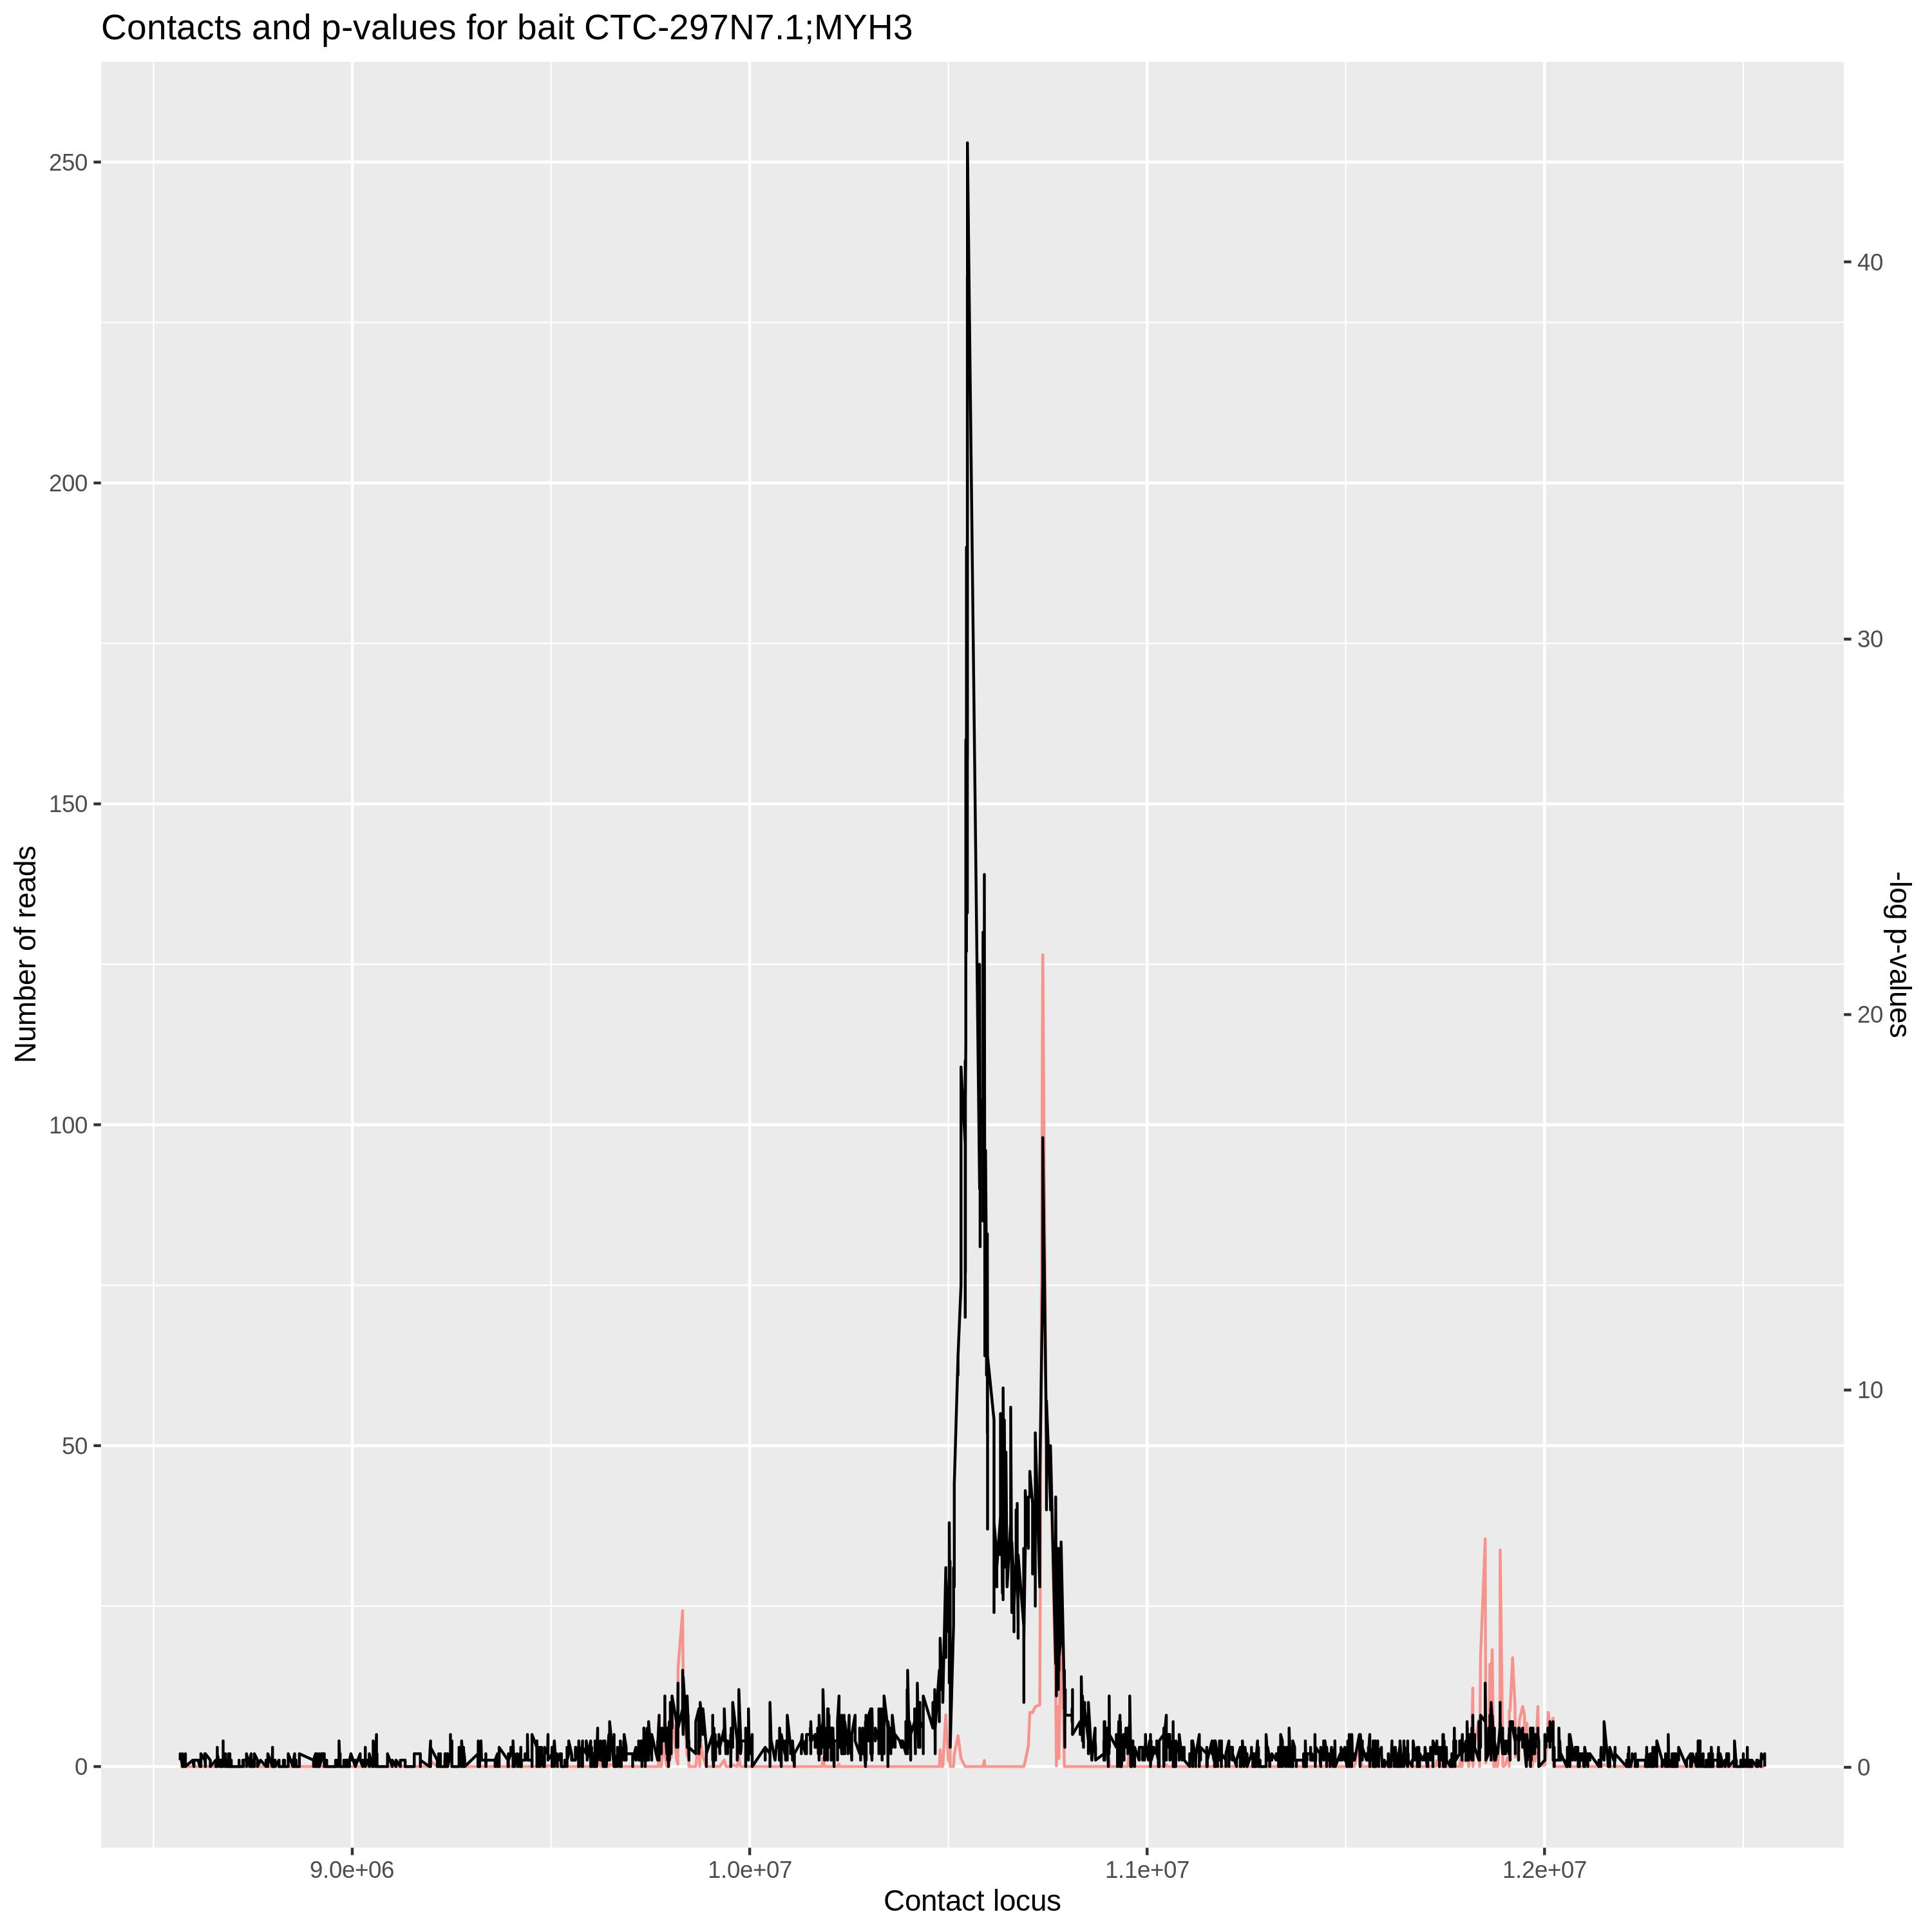 Contacts and p-values for bait CTC-297N7.1;MYH3
250
200
150
100
50
0
Number of reads
40
30
20
10
0
-log p-values
9.0e+06
1.0e+07
1.1e+07
1.2e+07
Contact locus